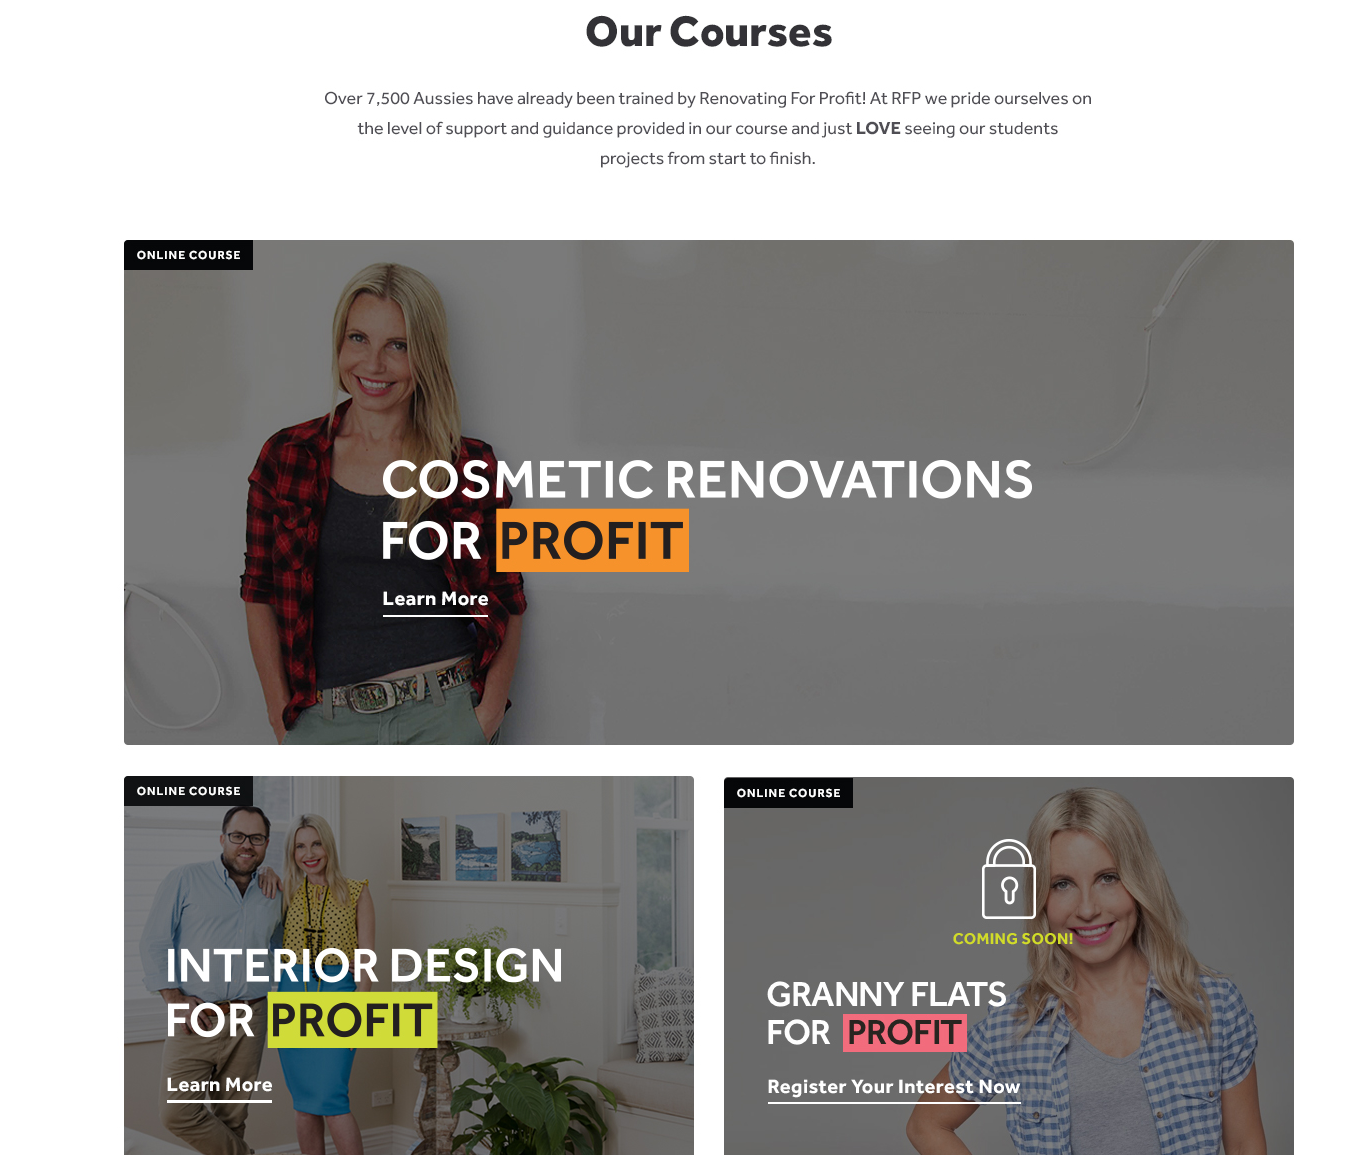 Our Courses
Over 7,500 Aussies have already been trained by Renovating For Profit! At RFP we pride ourselves on
the level of support and guidance provided in our course and just LOVE seeing our students
projects from start to finish.
ONLINE COURSE
COSMETIC RENOVATIONS
FOR PROFIT
Learn More
ONLINE COURSE
INTERIOR DESIGN
FOR PROFIT
Learn More
ONLINE COURSE
COMING SOON!
GRANNY FLATS
FOR PROFIT
Register Your Interest Now